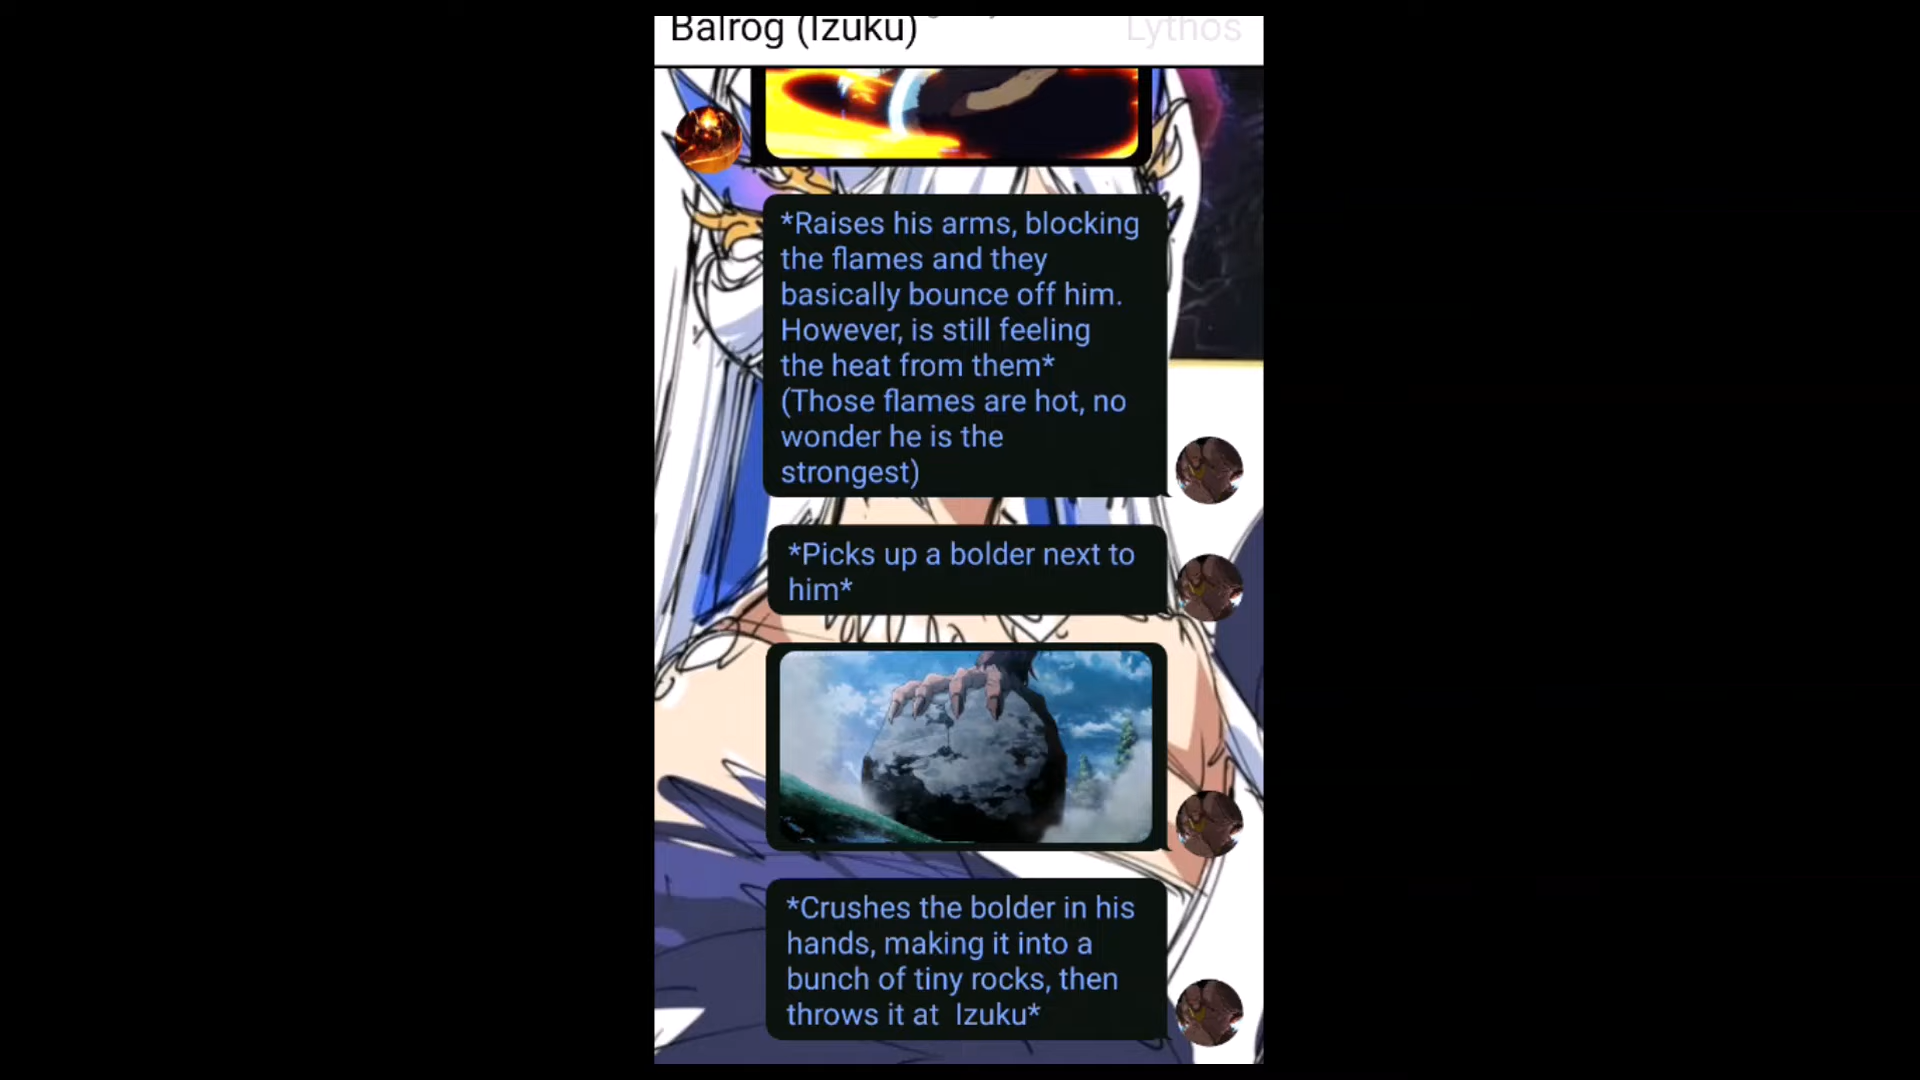 Balrog (Izuku)
Lythos
*Raises his arms, blocking
the flames and they
basically bounce off him.
However, is still feeling
the heat from them*
(Those flames are hot, no
wonder he is the
strongest)
*Picks up a bolder next to
him*
*Crushes the bolder in his
hands, making it into a
bunch of tiny rocks, then
throws it at  Izuku*